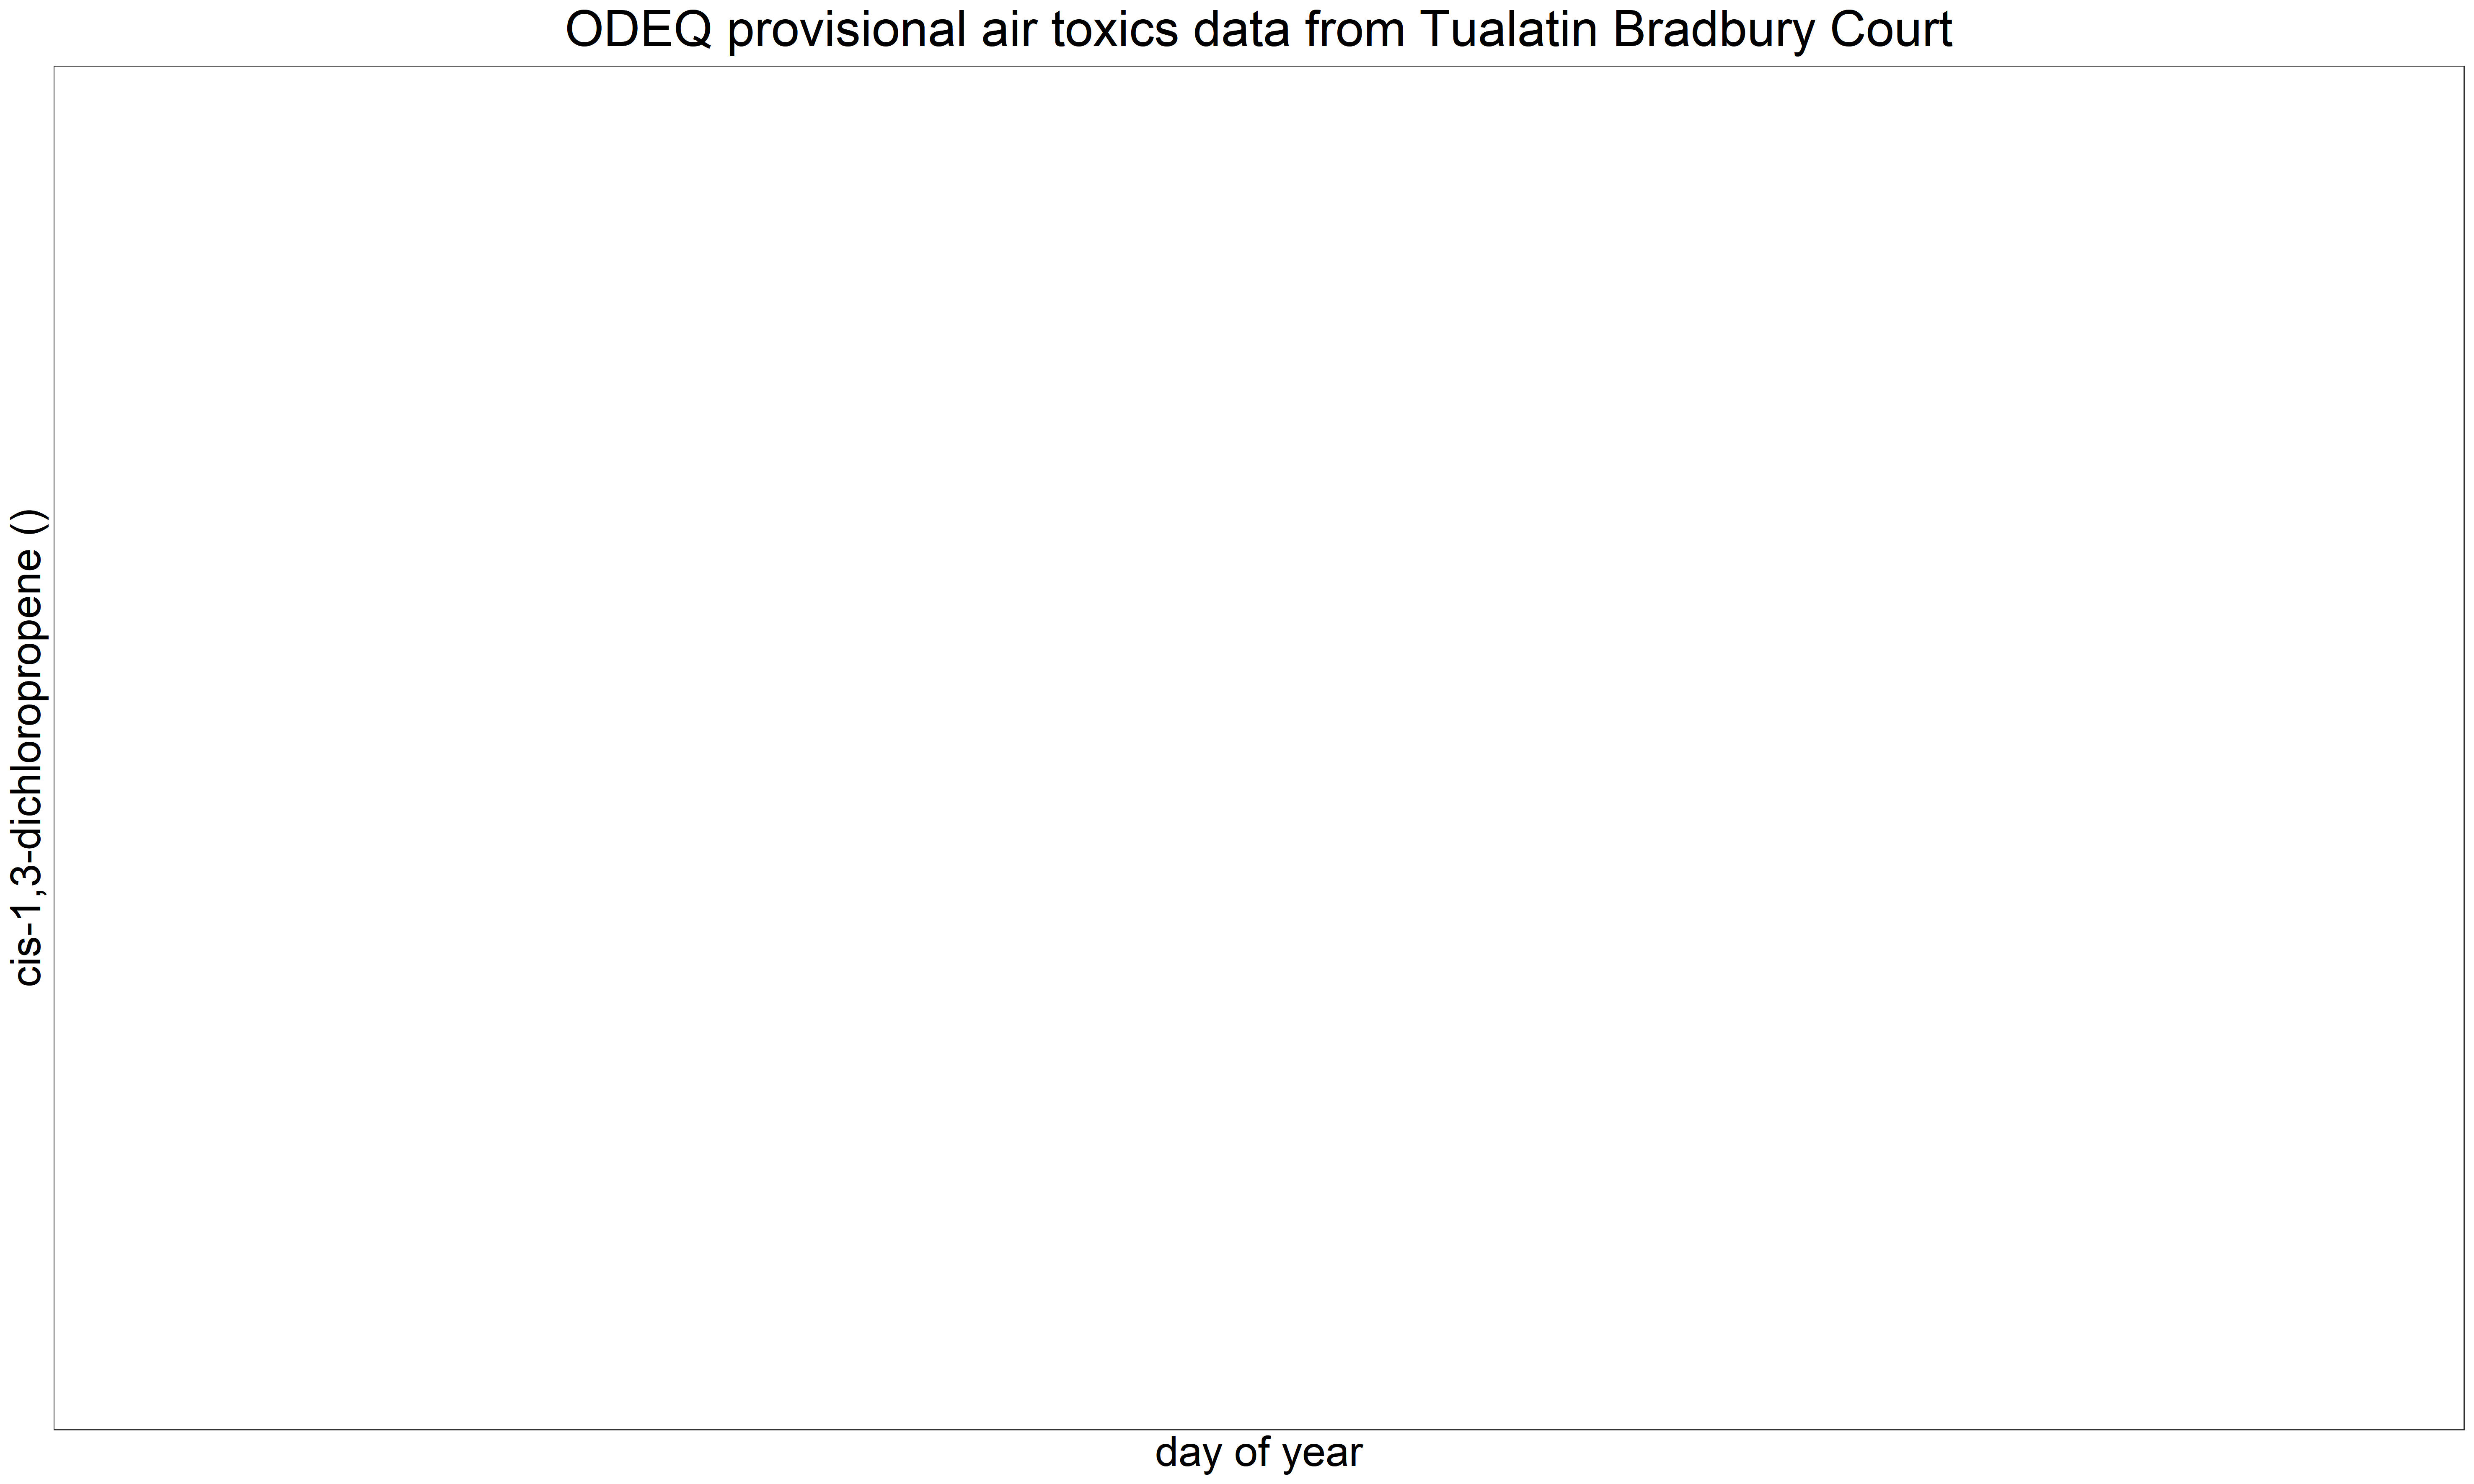 ODEQ provisional air toxics data from Tualatin Bradbury Court
cis-1,3-dichloropropene ()
day of year